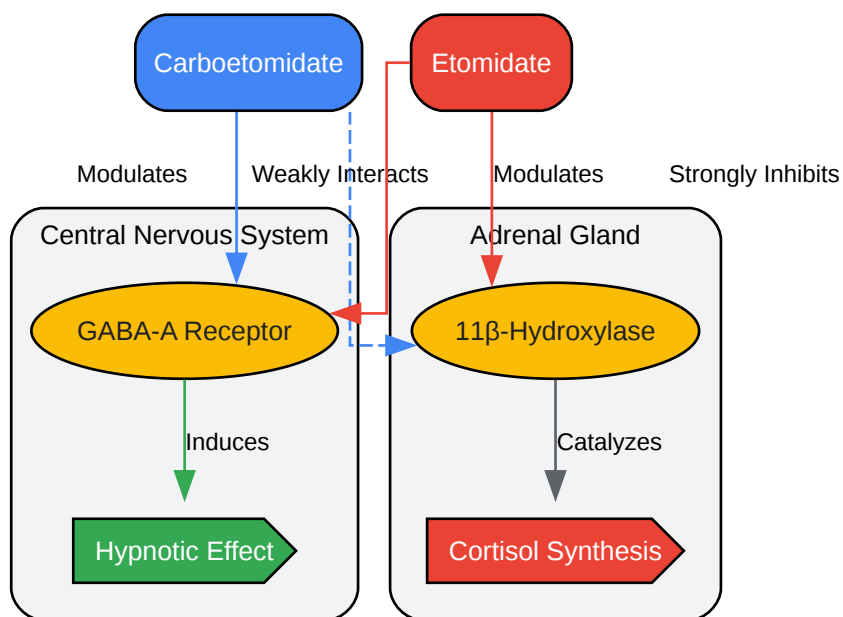 Carboetomidate
Etomidate
Modulates
Weakly Interacts
Modulates
Strongly Inhibits
Central Nervous System
Adrenal Gland
GABA-A Receptor
11β-Hydroxylase
Induces
Catalyzes
Hypnotic Effect
Cortisol Synthesis